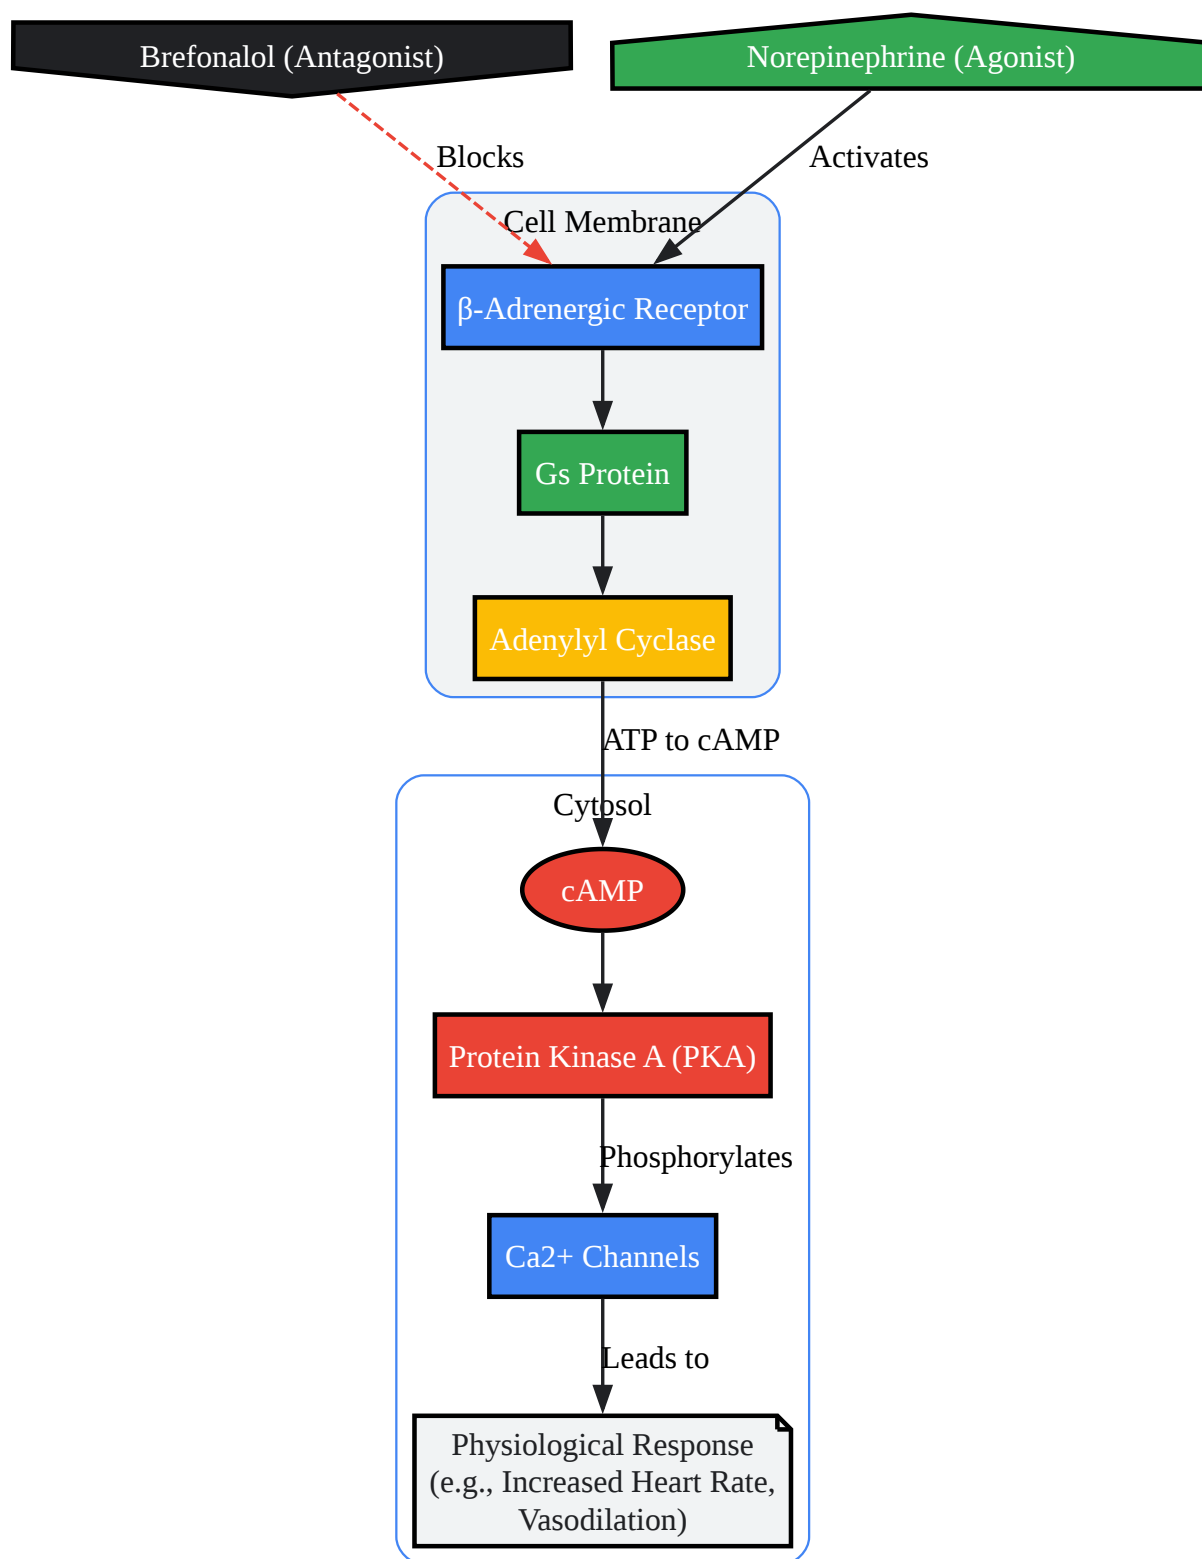 Brefonalol (Antagonist)
Norepinephrine (Agonist)
Blocks
Activates
Cell Membrane
β-Adrenergic Receptor
Gs Protein
Adenylyl Cyclase
ATP to cAMP
Cytosol
cAMP
Protein Kinase A (PKA)
Phosphorylates
Ca2+ Channels
Leads to
Physiological Response
(e.g., Increased Heart Rate,
Vasodilation)